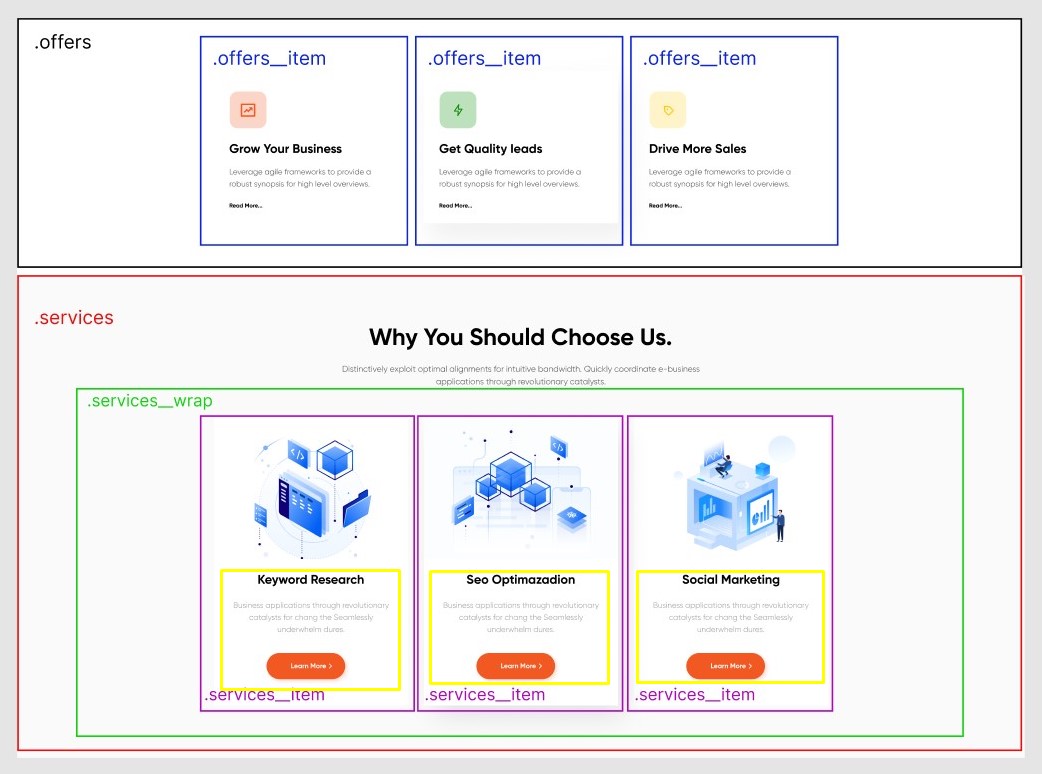 .offers
.offers__item
.offers__item
.offers__item
Grow Your Business
Get Quality leads
Drive More Sales
Leverage agile frameworks to provide a
robust synopsis for high level overviews.
Leverage agile frameworks to provide a
robust synopsis for high level overviews.
Leverage agile frameworks to provide a
robust synopsis for high level overviews.
Read More...
Read More...
Read More...
.services
Why You Should Choose Us.
Distinctively exploit optimal alignments for intuitive bandwidth. Quickly coordinate e-business
applications through revolutionary catalysts.
.services__wrap
</>
</>
Keyword Research
Business applications through revolutionary
catalysts for chang the Seamlessly
underwhelm dures.
Learn More >
.services__item
Seo Optimazadion
Business applications through revolutionary
catalysts for chang the Seamlessly
underwhelm dures.
Learn More >
.services__item
Social Marketing
Business applications through revolutionary
catalysts for chang the Seamlessly
underwhelm dures.
Learn More >
.services__item